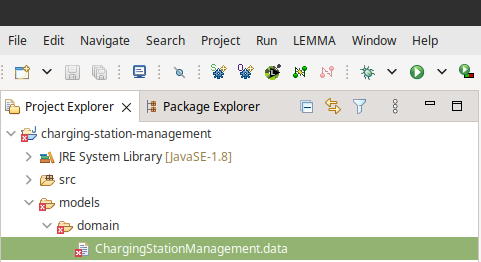 File Edit Navigate Search Project Run LEMMA Window Help
Project Explorer Package Explorer
charging-station-management
JRE System Library [JavaSE-1.8]
src
models
domain
ChargingStationManagement.data